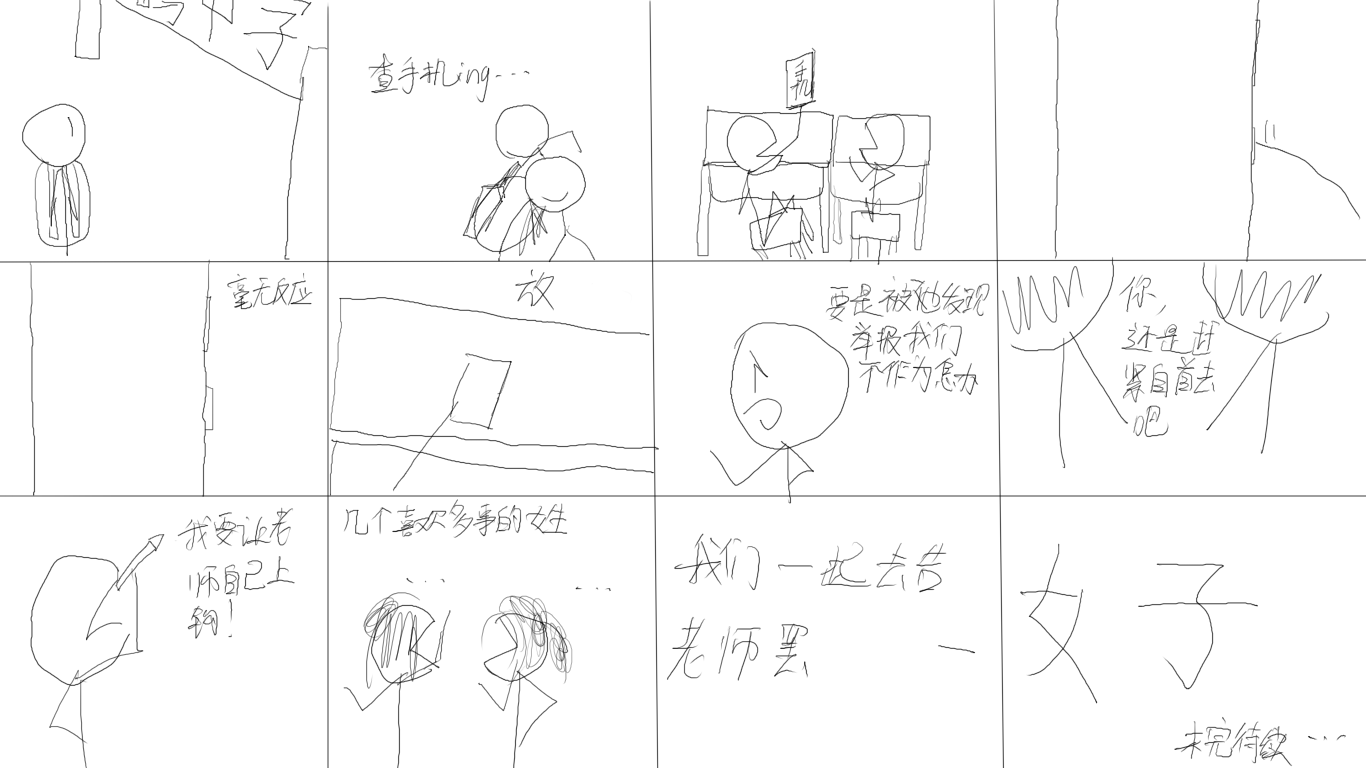 子
查手机ing...
手机
毫无反应
放
要是被他发现
举报我们
不作为怎办
你,
还是赶
紧自首去
吧
我要让老
师自己上
钩!
几个喜欢多事的女生
...
...
我们一起去告
老师罢
一
女子
未完待续...